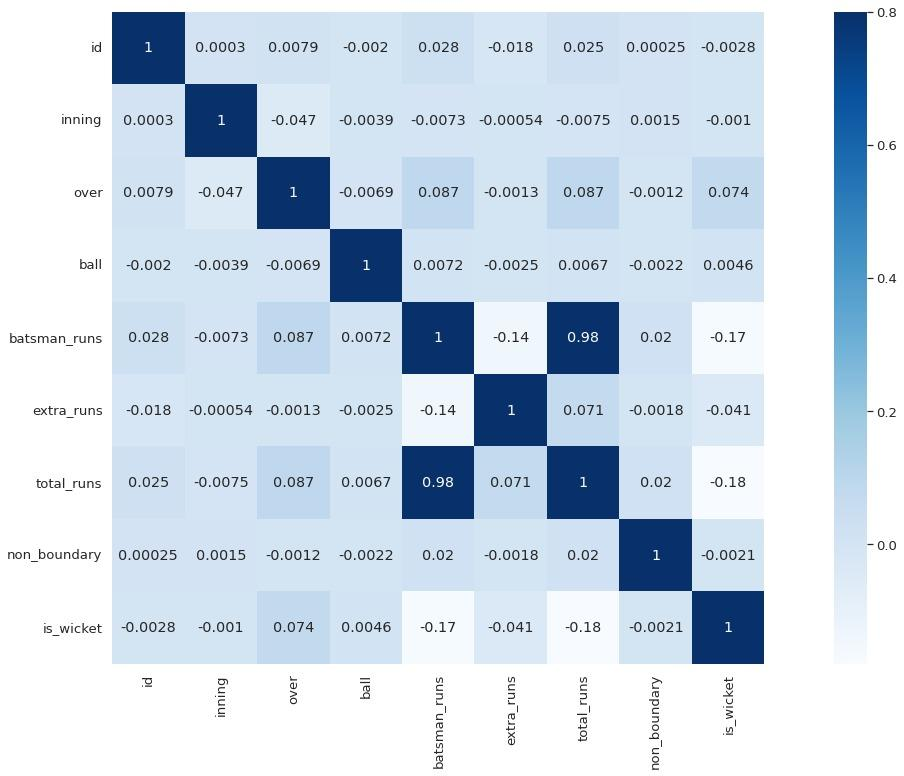 id 1 0.0003 0.0079 -0.002 0.028 -0.018 0.025 0.00025 -0.0028
inning 0.0003 1 -0.047 -0.0039 -0.0073 -0.00054 -0.0075 0.0015 -0.001
over 0.0079 -0.047 1 -0.0069 0.087 -0.0013 0.087 -0.0012 0.074
ball -0.002 -0.0039 -0.0069 1 0.0072 -0.0025 0.0067 -0.0022 0.0046
batsman_runs 0.028 -0.0073 0.087 0.0072 1 -0.14 0.98 0.02 -0.17
extra_runs -0.018 -0.00054 -0.0013 -0.0025 -0.14 1 0.071 -0.0018 -0.041
total_runs 0.025 -0.0075 0.087 0.0067 0.98 0.071 1 0.02 -0.18
non_boundary 0.00025 0.0015 -0.0012 -0.0022 0.02 -0.0018 0.02 1 -0.0021
is_wicket -0.0028 -0.001 0.074 0.0046 -0.17 -0.041 -0.18 -0.0021 1
id inning over ball batsman_runs extra_runs total_runs non_boundary is_wicket
0.8
0.6
0.4
0.2
0.0